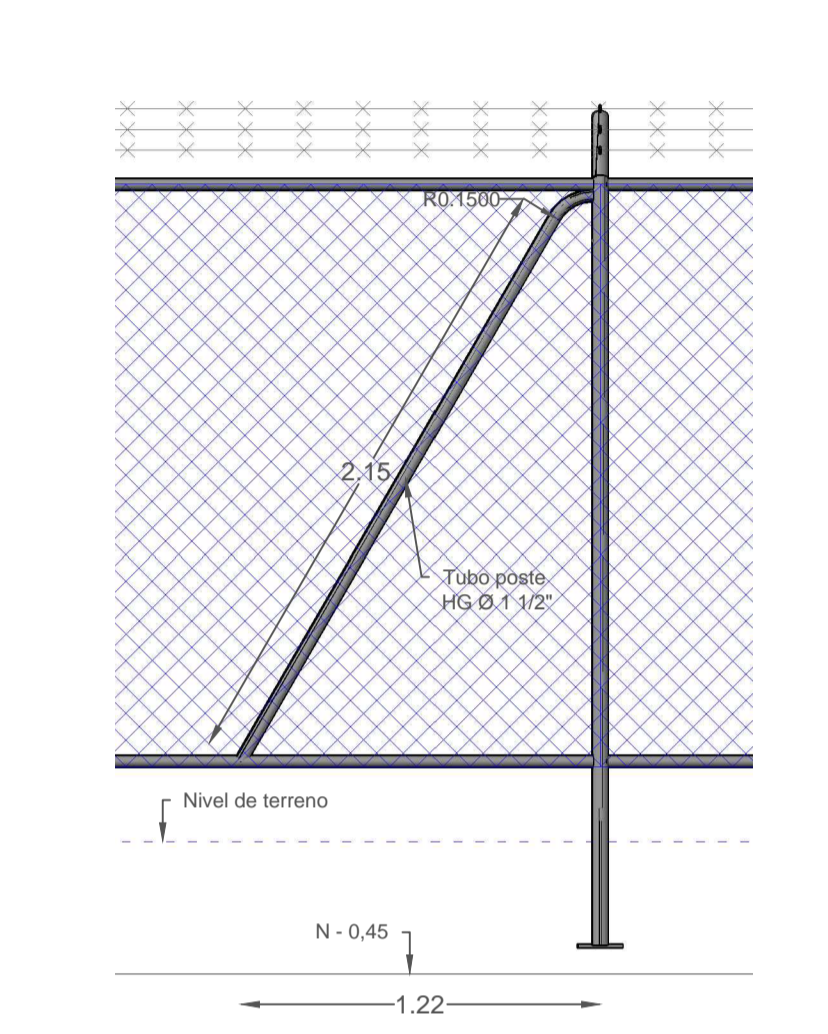 R0.1500
2.15
Tubo poste
HG Ø 1 1/2"
Nivel de terreno
N - 0,45
1.22